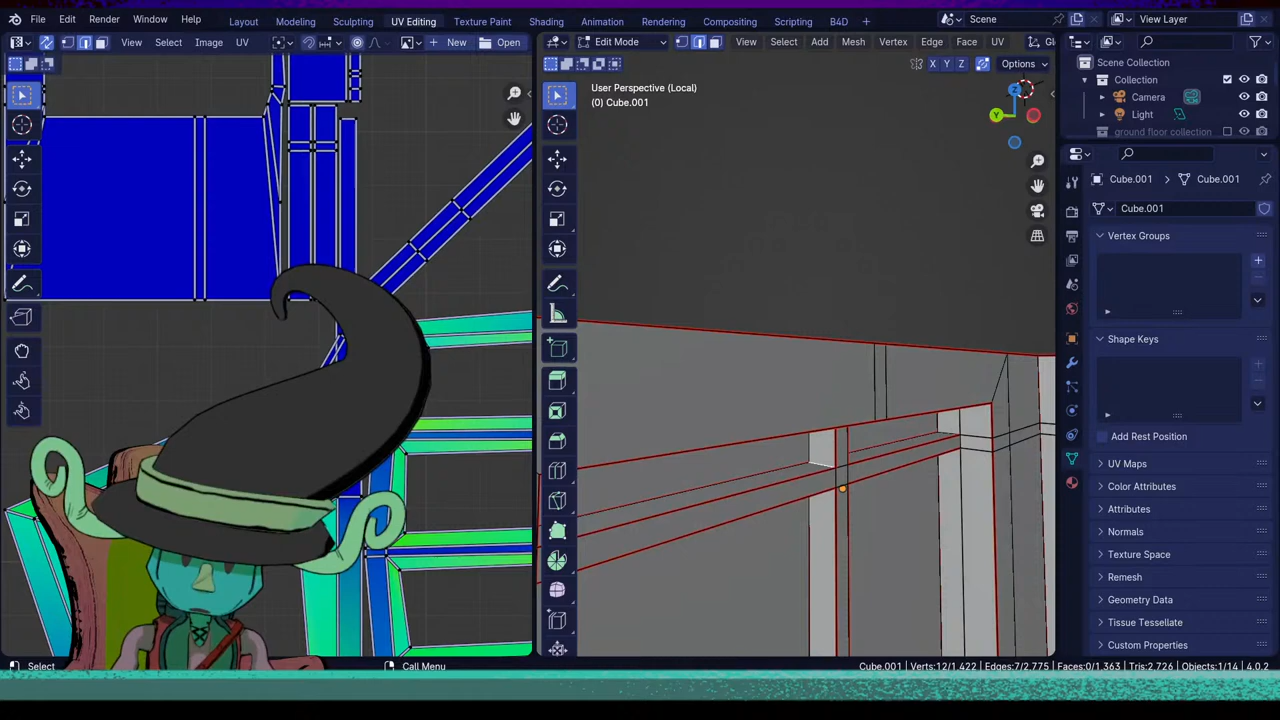 File Edit Render Window Help
Layout Modeling Sculpting UV Editing Texture Paint Shading Animation Rendering Compositing Scripting B4D +
Scene
View Layer
View Select Image UV
New
Open
Edit Mode
View Select Add Mesh Vertex Edge Face UV
Gl
X Y Z
Options
User Perspective (Local)
(0) Cube.001
Z
Y
Scene Collection
Collection
Camera
Light
ground floor collection
Cube.001
Cube.001
Cube.001
Vertex Groups
Shape Keys
Add Rest Position
UV Maps
Color Attributes
Attributes
Normals
Texture Space
Remesh
Geometry Data
Texture Tessellate
Custom Properties
Select
Call Menu
Cube.001 | Verts:12/1,422 | Edges:7/2,775 | Faces:0/1,363 | Tris:2,726 | Objects:1/14 | 4.0.2